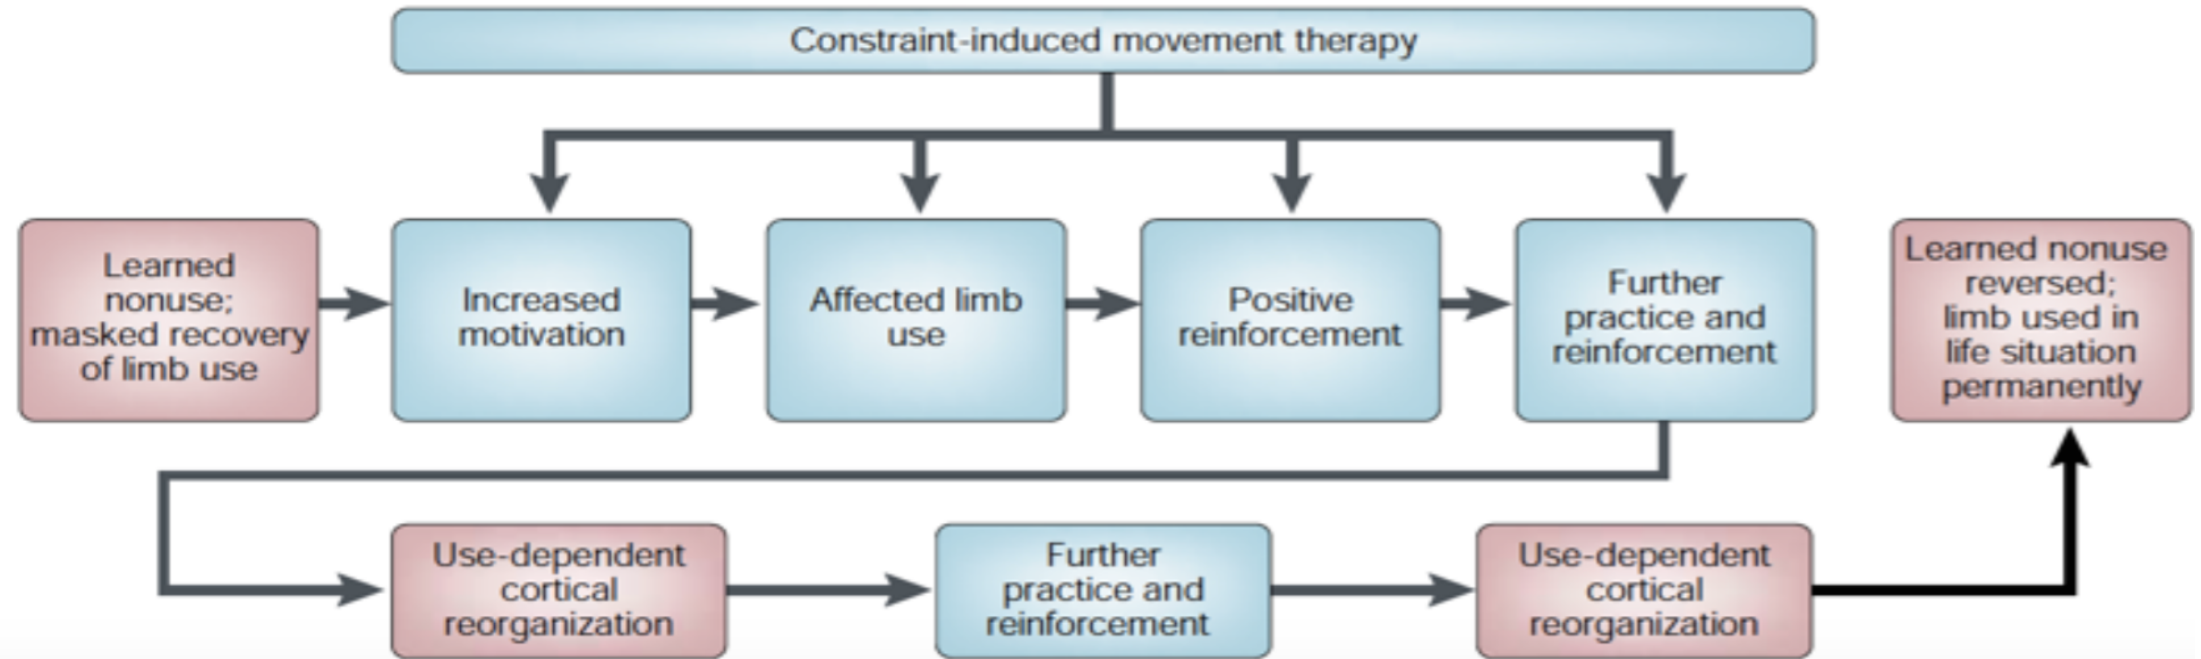 Constraint-induced movement therapy
Learned
nonuse;
masked recovery
of limb use
Increased
motivation
Affected limb
use
Positive
reinforcement
Further
practice and
reinforcement
Learned nonuse
reversed;
limb used in
life situation
permanently
Use-dependent
cortical
reorganization
Further
practice and
reinforcement
Use-dependent
cortical
reorganization